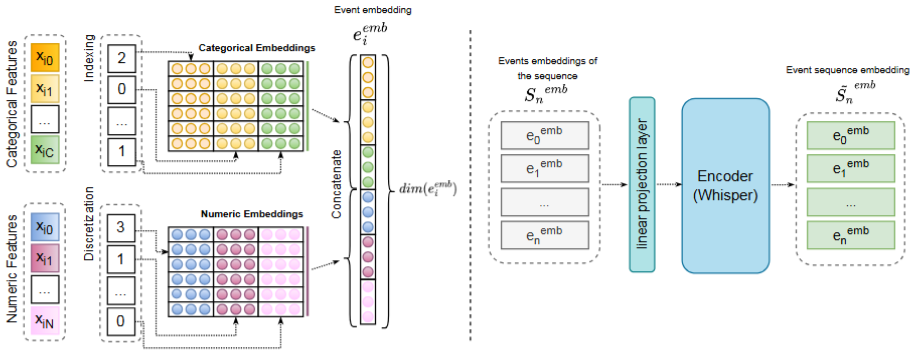 Categorical Features
x_i0
x_i1
...
x_iC
Indexing
2
0
...
1
Categorical Embeddings
Numeric Features
x_i0
x_i1
...
x_iN
Discretization
3
1
...
0
Numeric Embeddings
Event embedding
e_i^emb
Concatenate
dim(e_i^emb)
Events embeddings of
the sequence
S_n^emb
e_0^emb
e_1^emb
...
e_n^emb
linear projection layer
Encoder
(Whisper)
Event sequence embedding
S̃_n^emb
e_0^emb
e_1^emb
...
e_n^emb